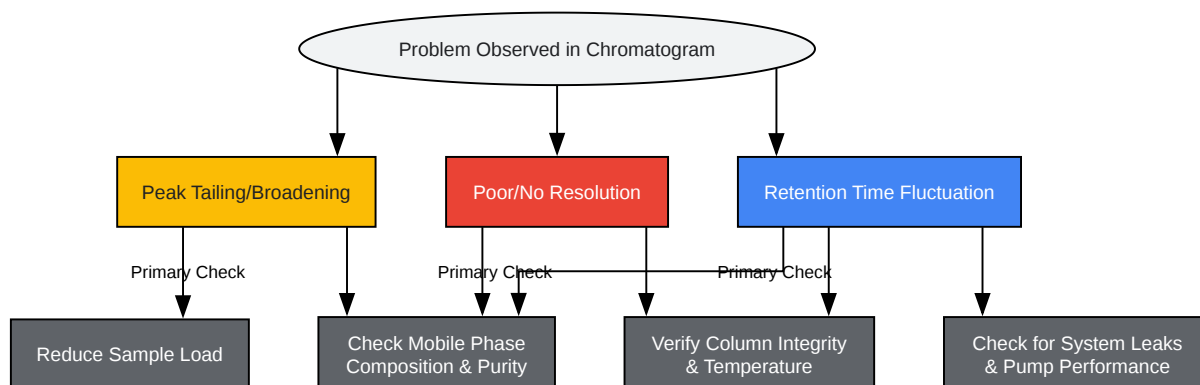 Problem Observed in Chromatogram
Peak Tailing/Broadening
Poor/No Resolution
Retention Time Fluctuation
Primary Check
Primary Check
Primary Check
Reduce Sample Load
Check Mobile Phase
Composition & Purity
Verify Column Integrity
& Temperature
Check for System Leaks
& Pump Performance